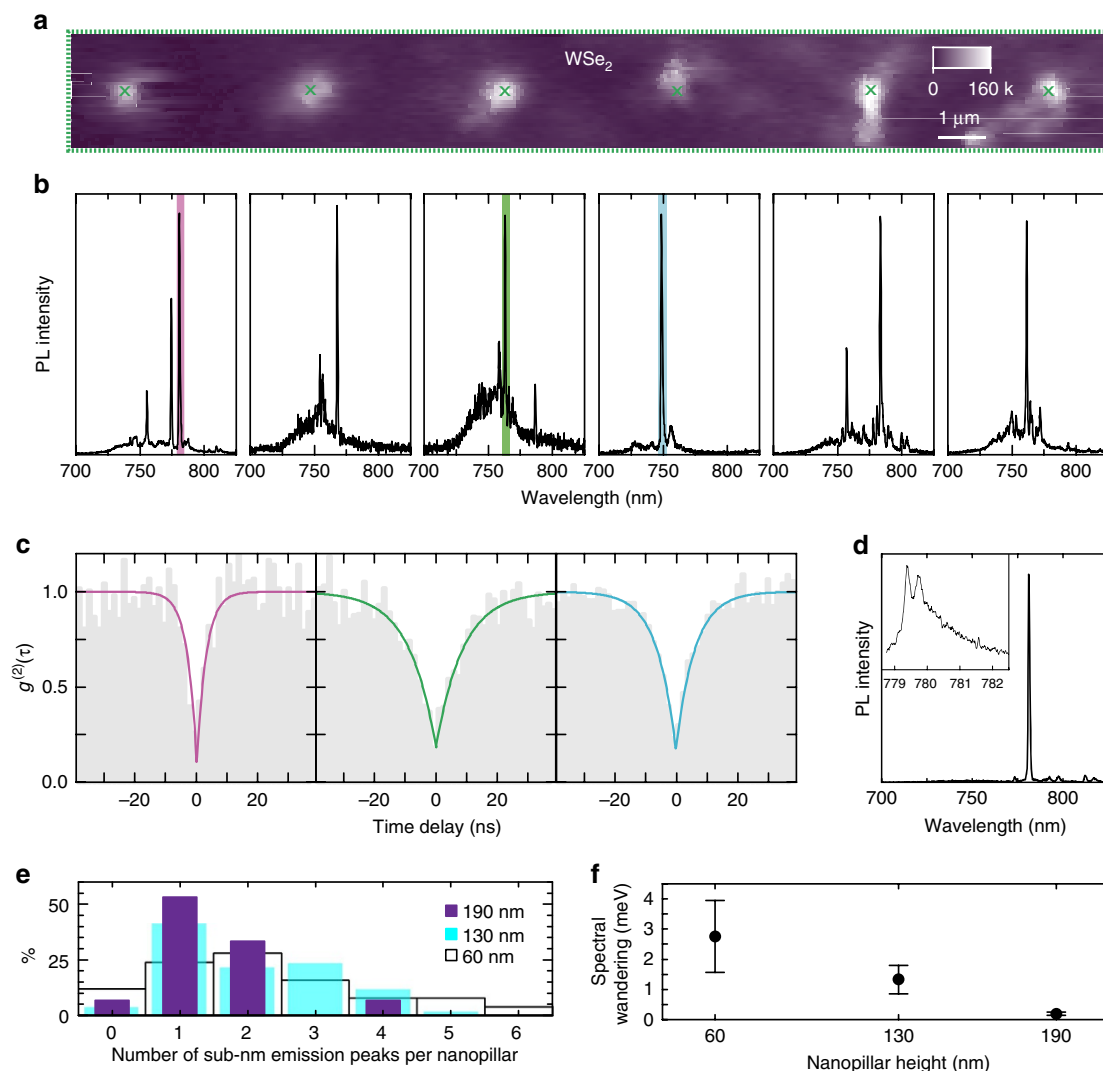 a
WSe2
0 160 k
1 μm
b
PL intensity
700 750 800 700 750 800 700 750 800 700 750 800 700 750 800 700 750 800
Wavelength (nm)
c
g(2)(τ)
1.0
0.5
0.0
−20 0 20 −20 0 20 −20 0 20
Time delay (ns)
d
PL intensity
779 780 781 782
700 750 800
Wavelength (nm)
e
%
50
25
0
190 nm
130 nm
60 nm
0 1 2 3 4 5 6
Number of sub-nm emission peaks per nanopillar
f
Spectral
wandering (meV)
4
3
2
1
0
60 130 190
Nanopillar height (nm)